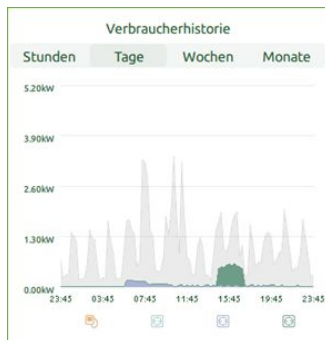 Verbraucherhistorie
Stunden Tage Wochen Monate
5.20kW
3.90kW
2.60kW
1.30kW
0.00kW
23:45 03:45 07:45 11:45 15:45 19:45 23:45